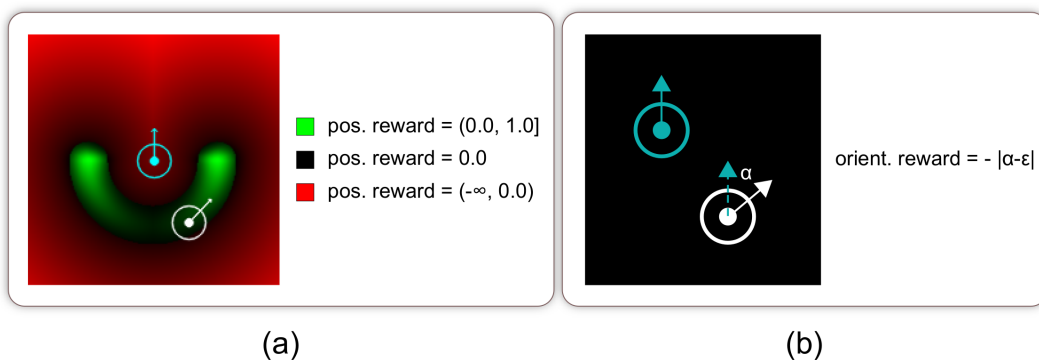 pos. reward = (0.0, 1.0]
pos. reward = 0.0
pos. reward = (-∞, 0.0)
α
orient. reward = - |α-ε|
(a)
(b)